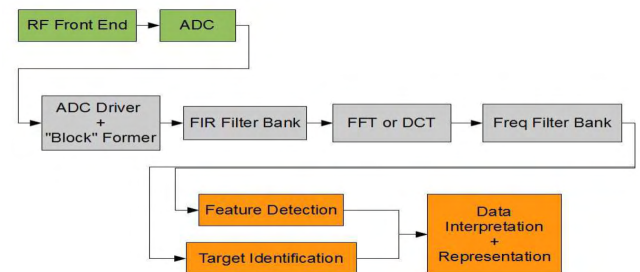 RF Front End
ADC
ADC Driver
+
"Block" Former
FIR Filter Bank
FFT or DCT
Freq Filter Bank
Feature Detection
Target Identification
Data
Interpretation
+
Representation